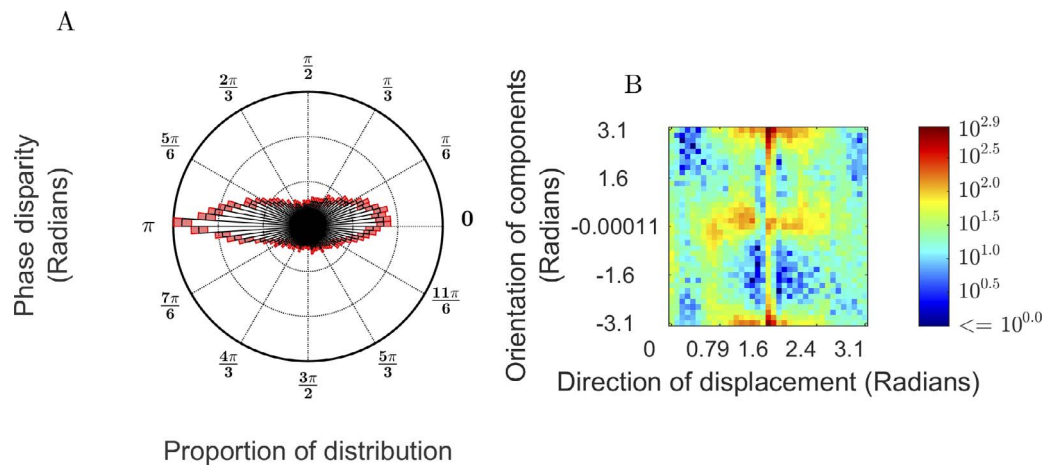 A
π/2
2π/3
π/3
5π/6
π/6
π
0
7π/6
11π/6
4π/3
5π/3
3π/2
Phase disparity
(Radians)
Proportion of distribution
B
Orientation of components
(Radians)
3.1
1.6
-0.00011
-1.6
-3.1
0 0.79 1.6 2.4 3.1
Direction of displacement (Radians)
10^2.9
10^2.5
10^2.0
10^1.5
10^1.0
10^0.5
<= 10^0.0